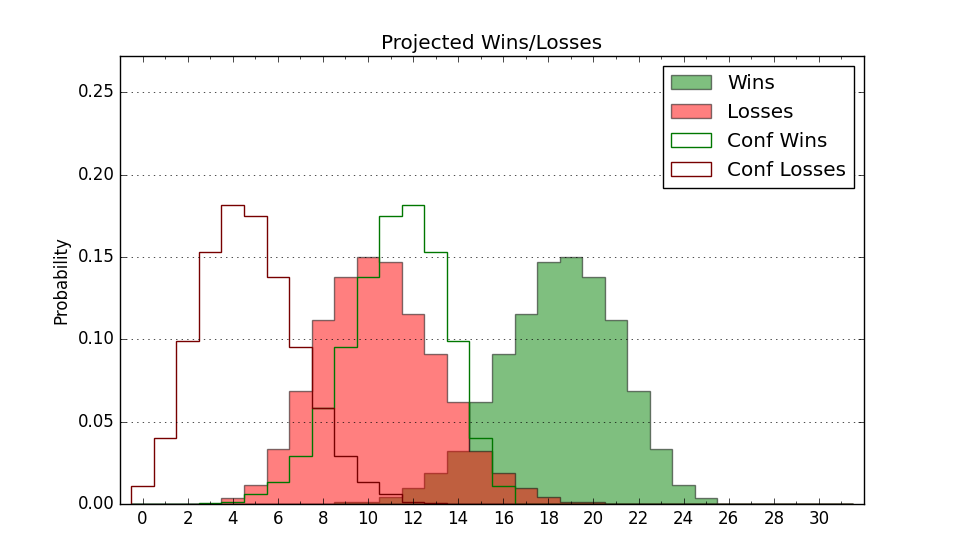 Projected Wins/Losses
Wins
Losses
Conf Wins
Conf Losses
Probability
0.25
0.20
0.15
0.10
0.05
0.00
0 2 4 6 8 10 12 14 16 18 20 22 24 26 28 30